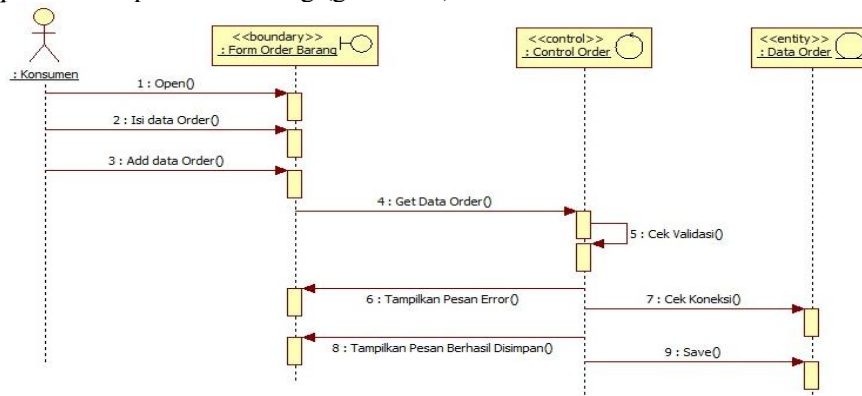 <<boundary>>
: Form Order Barang
<<control>>
: Control Order
<<entity>>
: Data Order
: Konsumen
1 : Open()
2 : Isi data Order()
3 : Add data Order()
4 : Get Data Order()
5 : Cek Validasi()
6 : Tampilkan Pesan Error()
7 : Cek Koneksi()
8 : Tampilkan Pesan Berhasil Disimpan()
9 : Save()